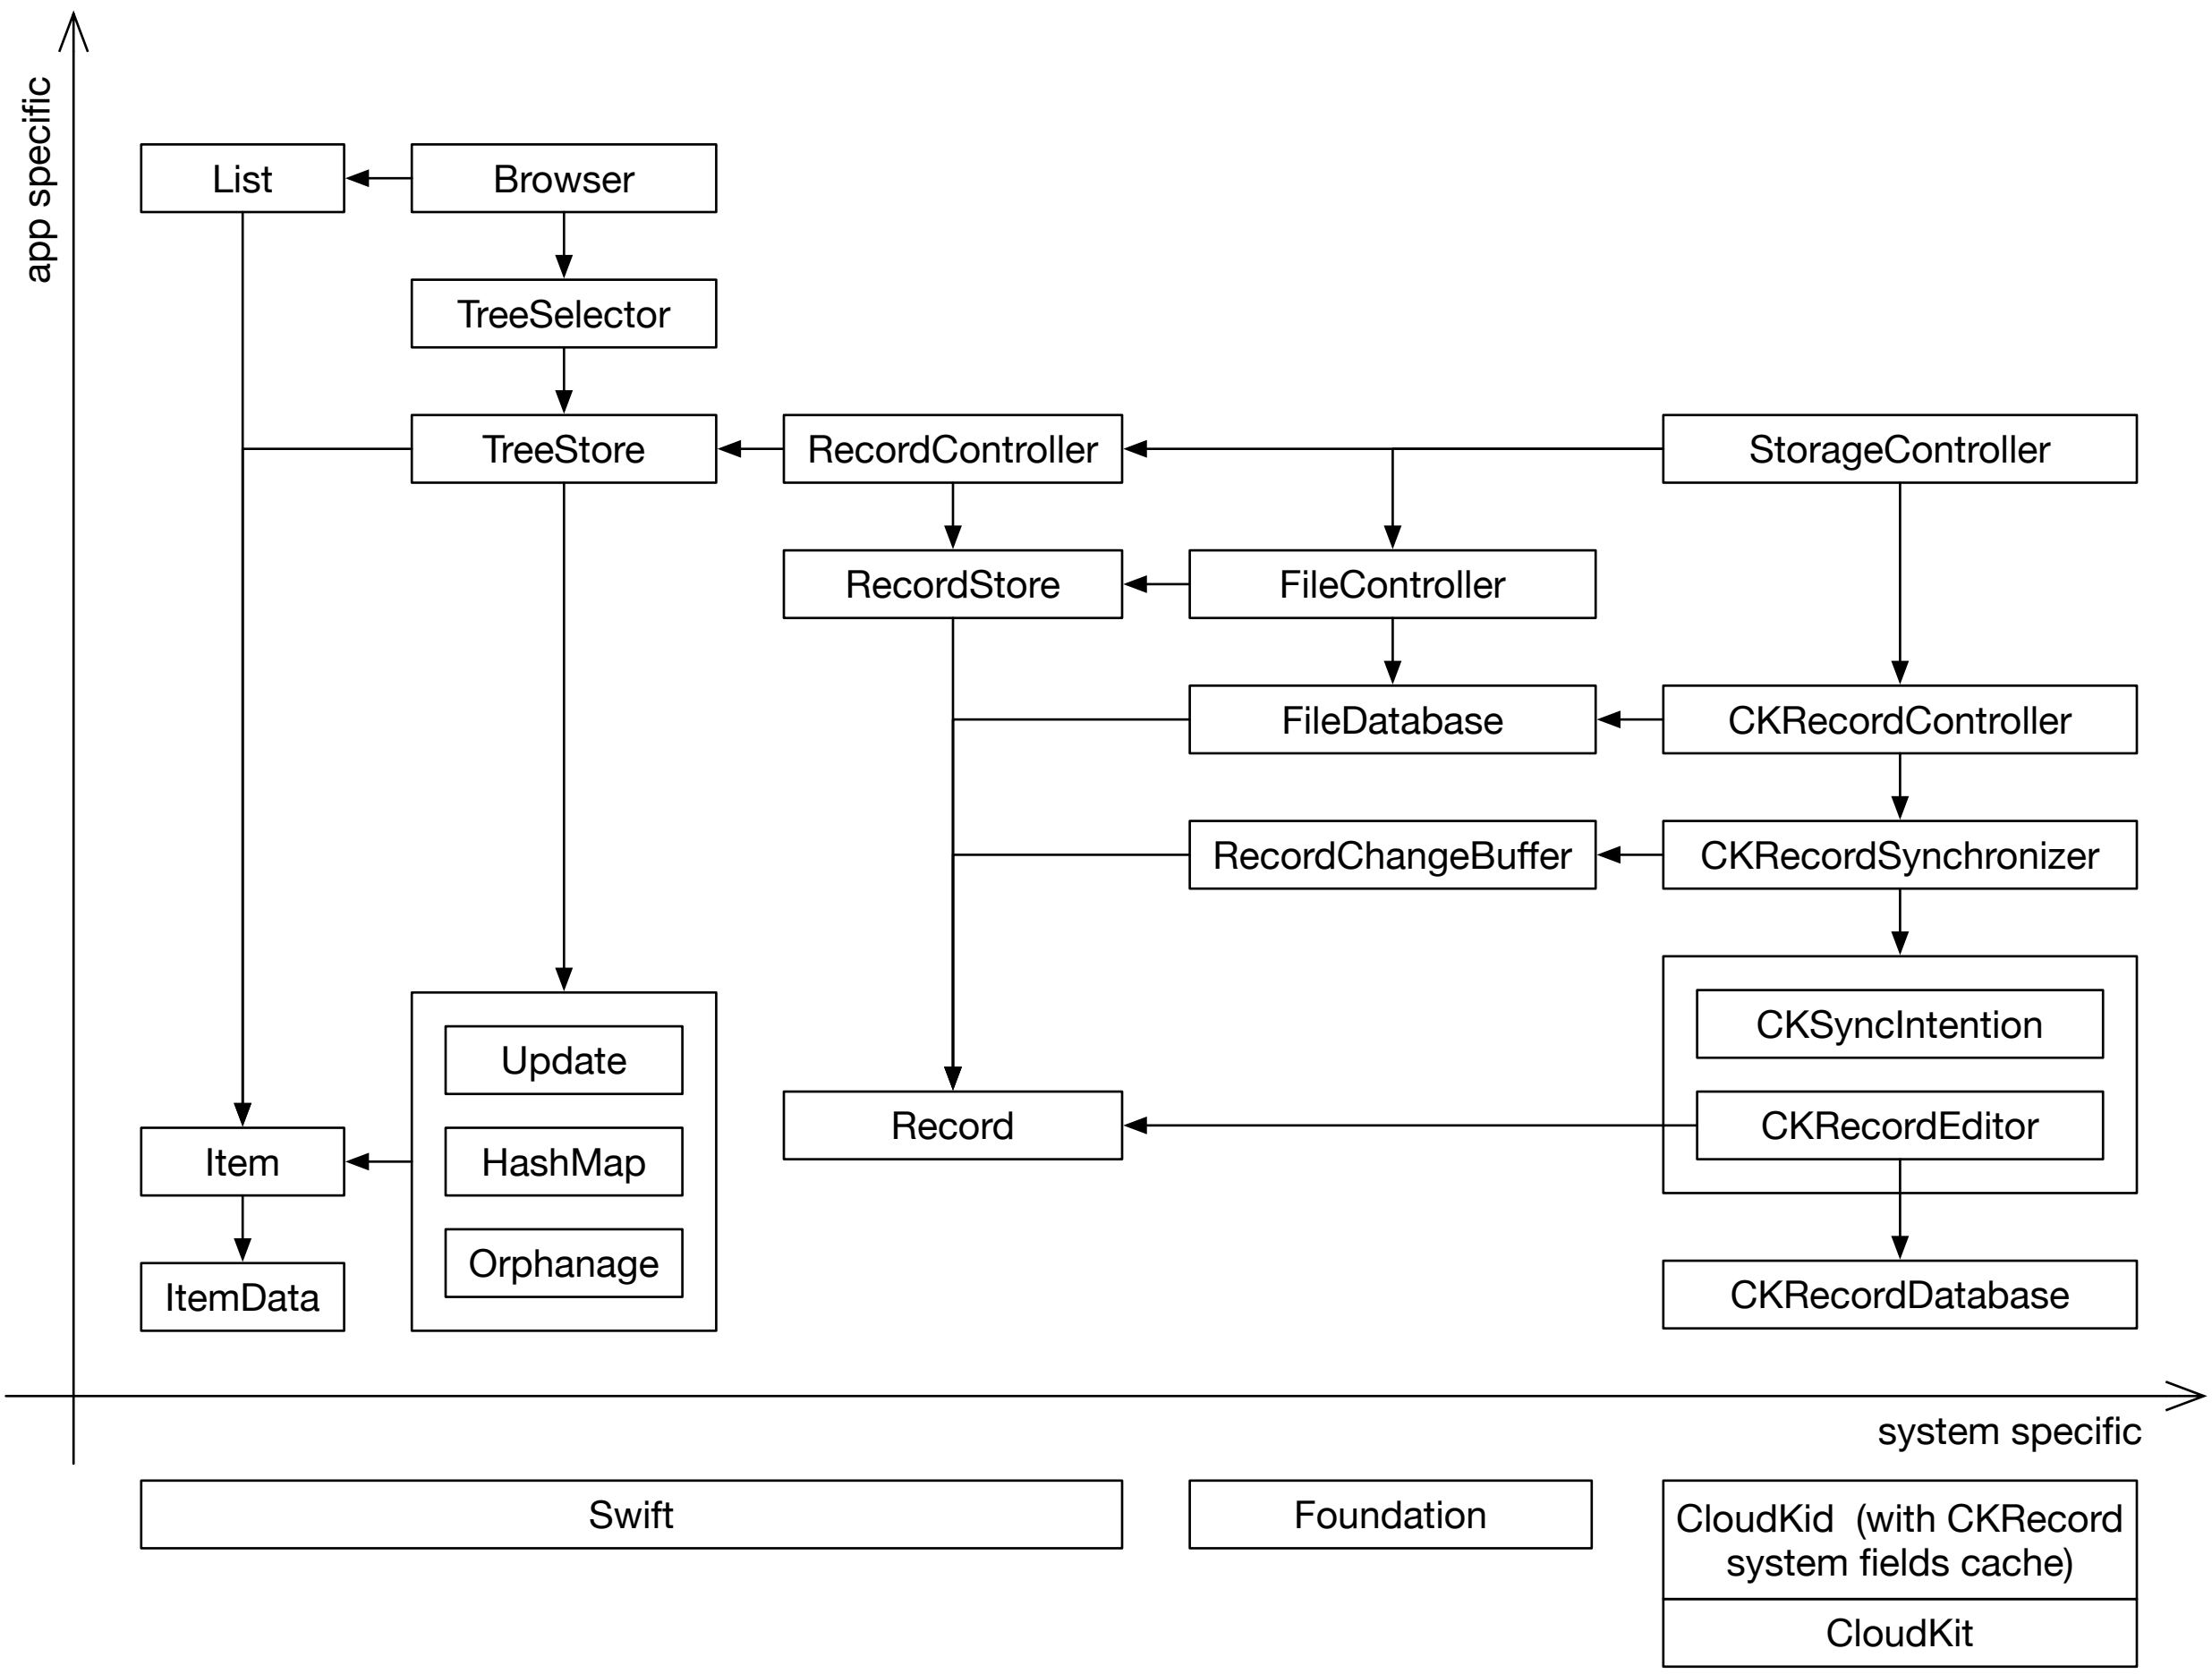 app specific
List
Browser
TreeSelector
TreeStore
RecordController
StorageController
RecordStore
FileController
FileDatabase
CKRecordController
RecordChangeBuffer
CKRecordSynchronizer
CKSyncIntention
Update
Record
CKRecordEditor
Item
HashMap
Orphanage
ItemData
CKRecordDatabase
system specific
Swift
Foundation
CloudKid (with CKRecord
system fields cache)
CloudKit